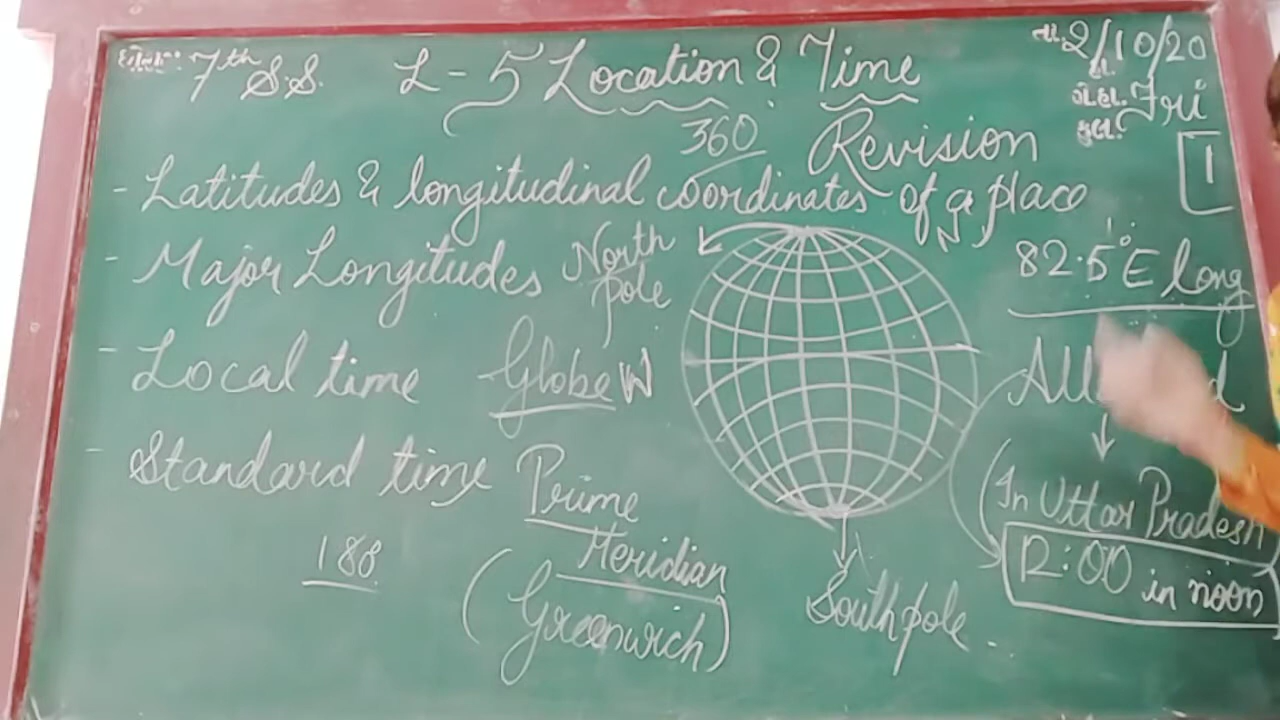 7th S.S. L-5 Location & Time
તા. 2/10/20
Fri
360 Revision
1
- Latitudes & longitudinal coordinates of a place
N
- Major Longitudes North pole
82.5° E long
- Local time Globe W
In Uttar Pradesh
- Standard time Prime Meridian
(Greenwich)
12:00 in noon
180
South pole